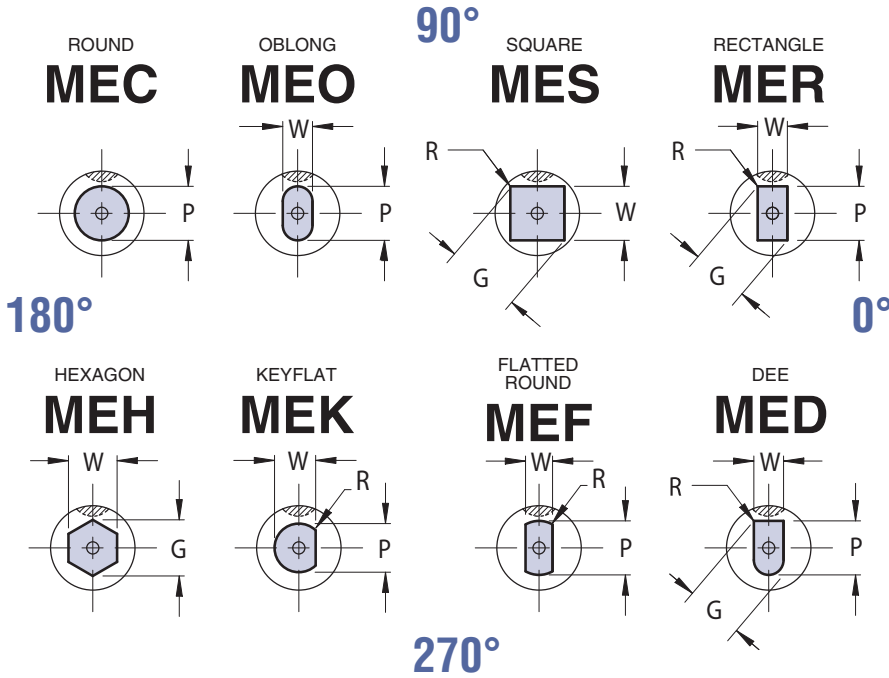 90°
ROUND
MEC
P
OBLONG
MEO
W
P
SQUARE
MES
R
W
G
RECTANGLE
MER
W
R
P
G
180°
0°
HEXAGON
MEH
W
G
KEYFLAT
MEK
W
R
P
FLATTED
ROUND
MEF
W
R
P
DEE
MED
W
R
P
G
270°